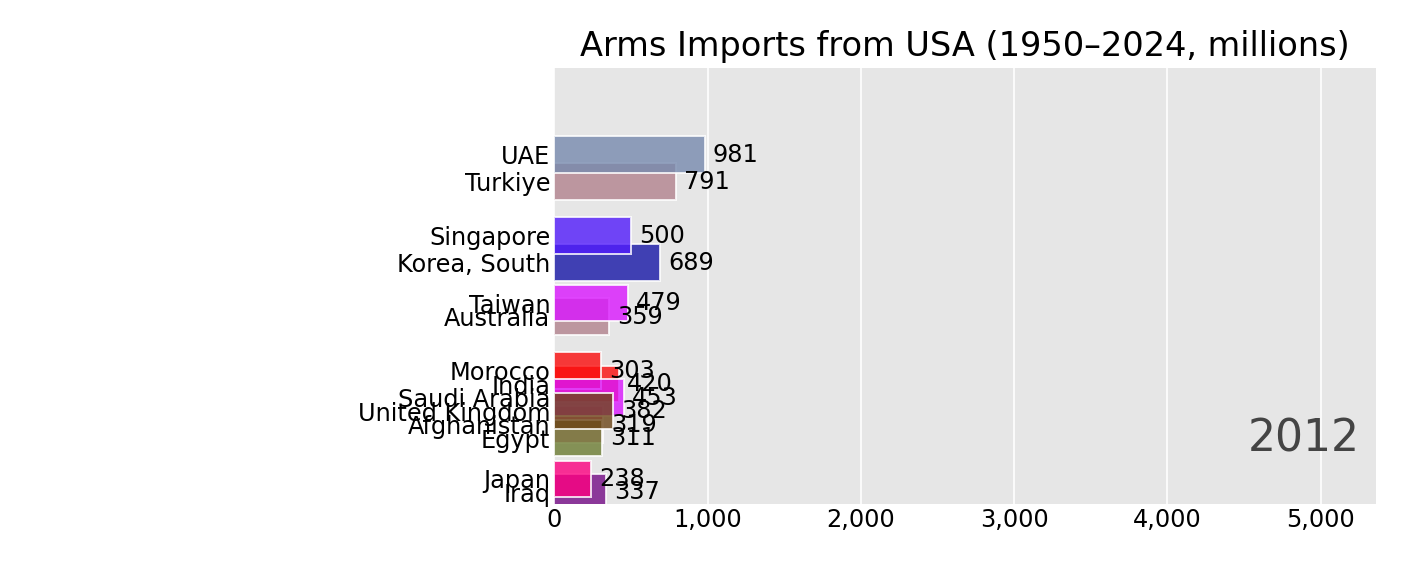 Arms Imports from USA (1950–2024, millions)
UAE 981
Turkiye 791
Singapore 500
Korea, South 689
Taiwan 479
Australia 359
Morocco 303
India 420
Saudi Arabia 453
United Kingdom 382
Afghanistan 319
Egypt 311
2012
Japan 238
Iraq 337
0 1,000 2,000 3,000 4,000 5,000